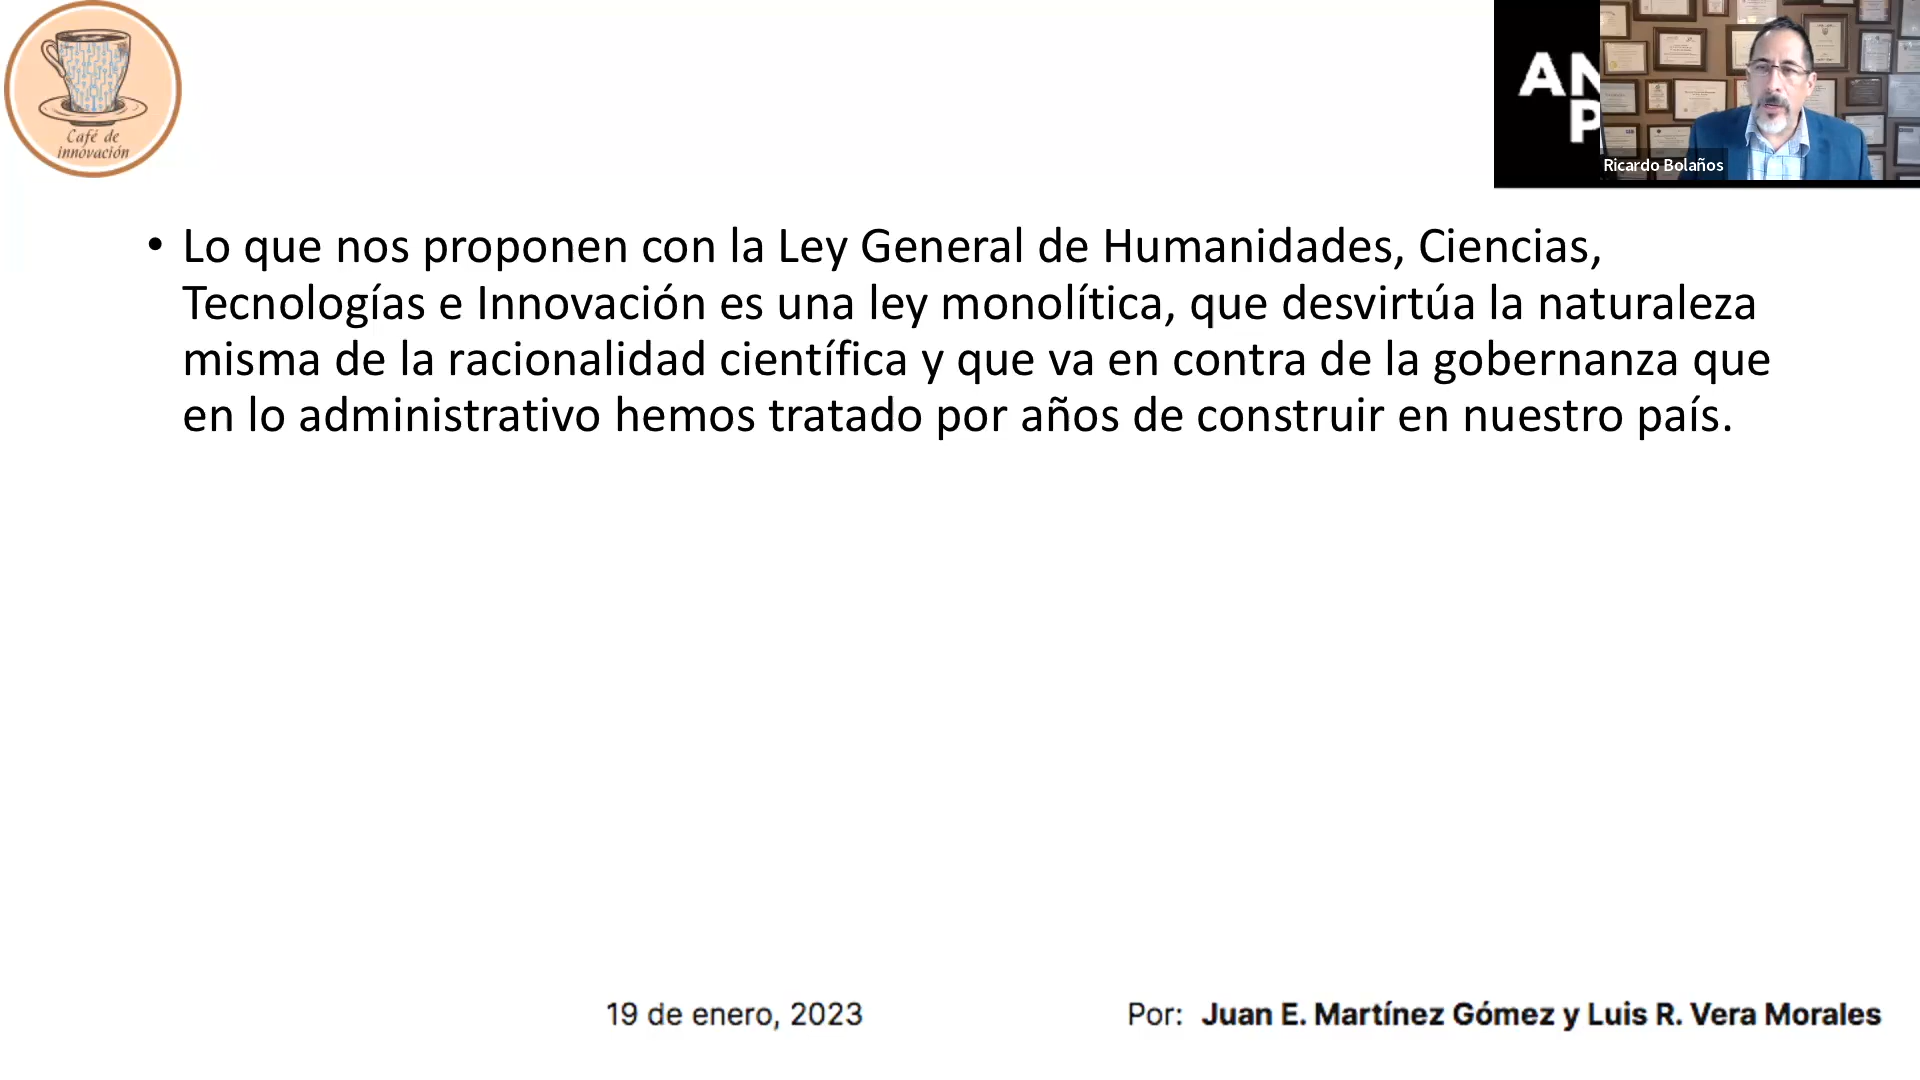 Café de
innovación
AN
P
Ricardo Bolaños
• Lo que nos proponen con la Ley General de Humanidades, Ciencias,
Tecnologías e Innovación es una ley monolítica, que desvirtúa la naturaleza
misma de la racionalidad científica y que va en contra de la gobernanza que
en lo administrativo hemos tratado por años de construir en nuestro país.
19 de enero, 2023
Por: Juan E. Martínez Gómez y Luis R. Vera Morales